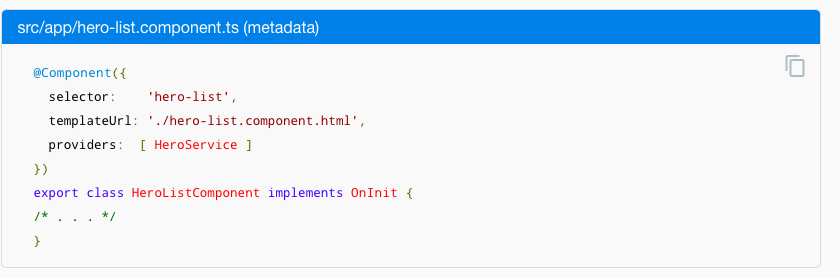 src/app/hero-list.component.ts (metadata)
@Component({
  selector:    'hero-list',
  templateUrl: './hero-list.component.html',
  providers:  [ HeroService ]
})
export class HeroListComponent implements OnInit {
/* . . . */
}